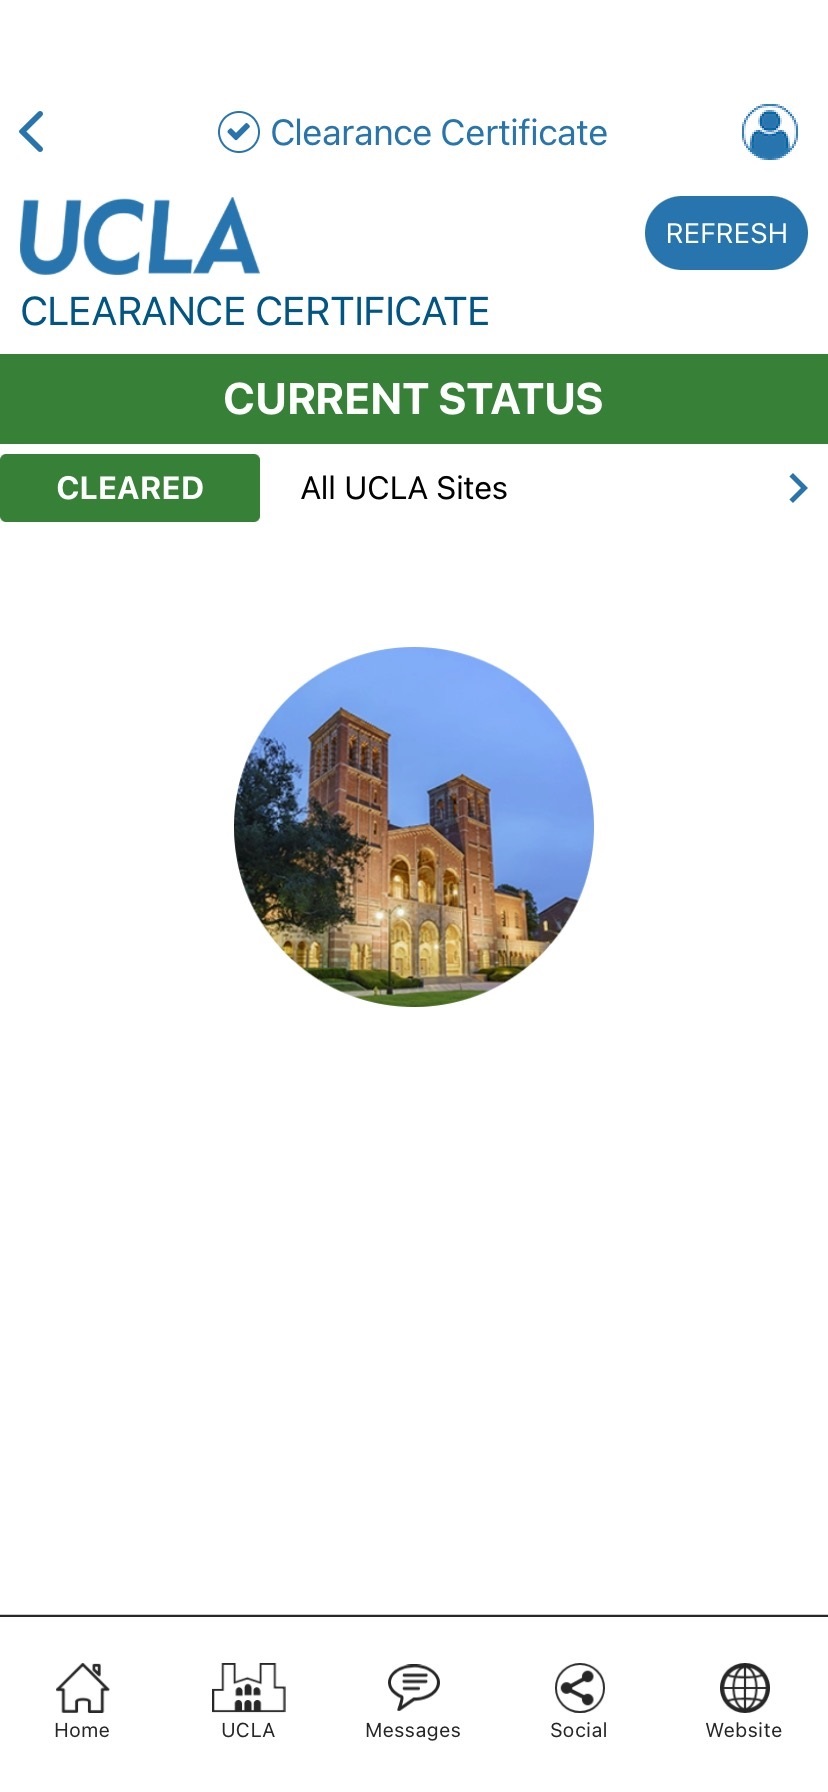 Clearance Certificate
UCLA
REFRESH
CLEARANCE CERTIFICATE
CURRENT STATUS
CLEARED All UCLA Sites
Home UCLA Messages Social Website